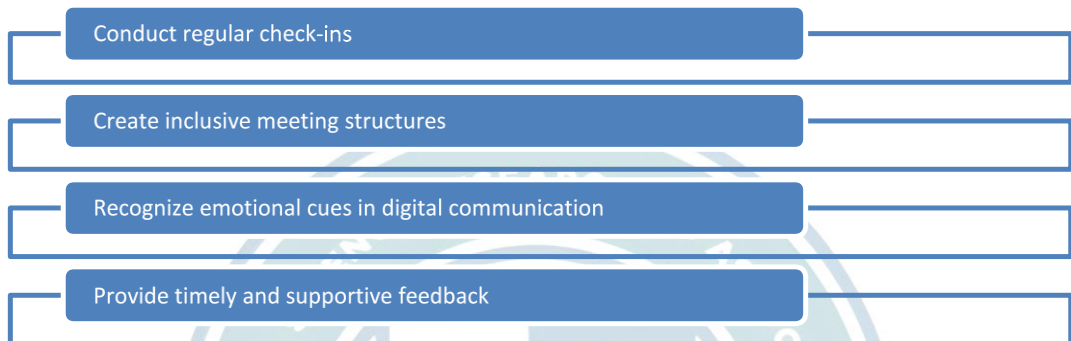 Conduct regular check-ins
Create inclusive meeting structures
Recognize emotional cues in digital communication
Provide timely and supportive feedback